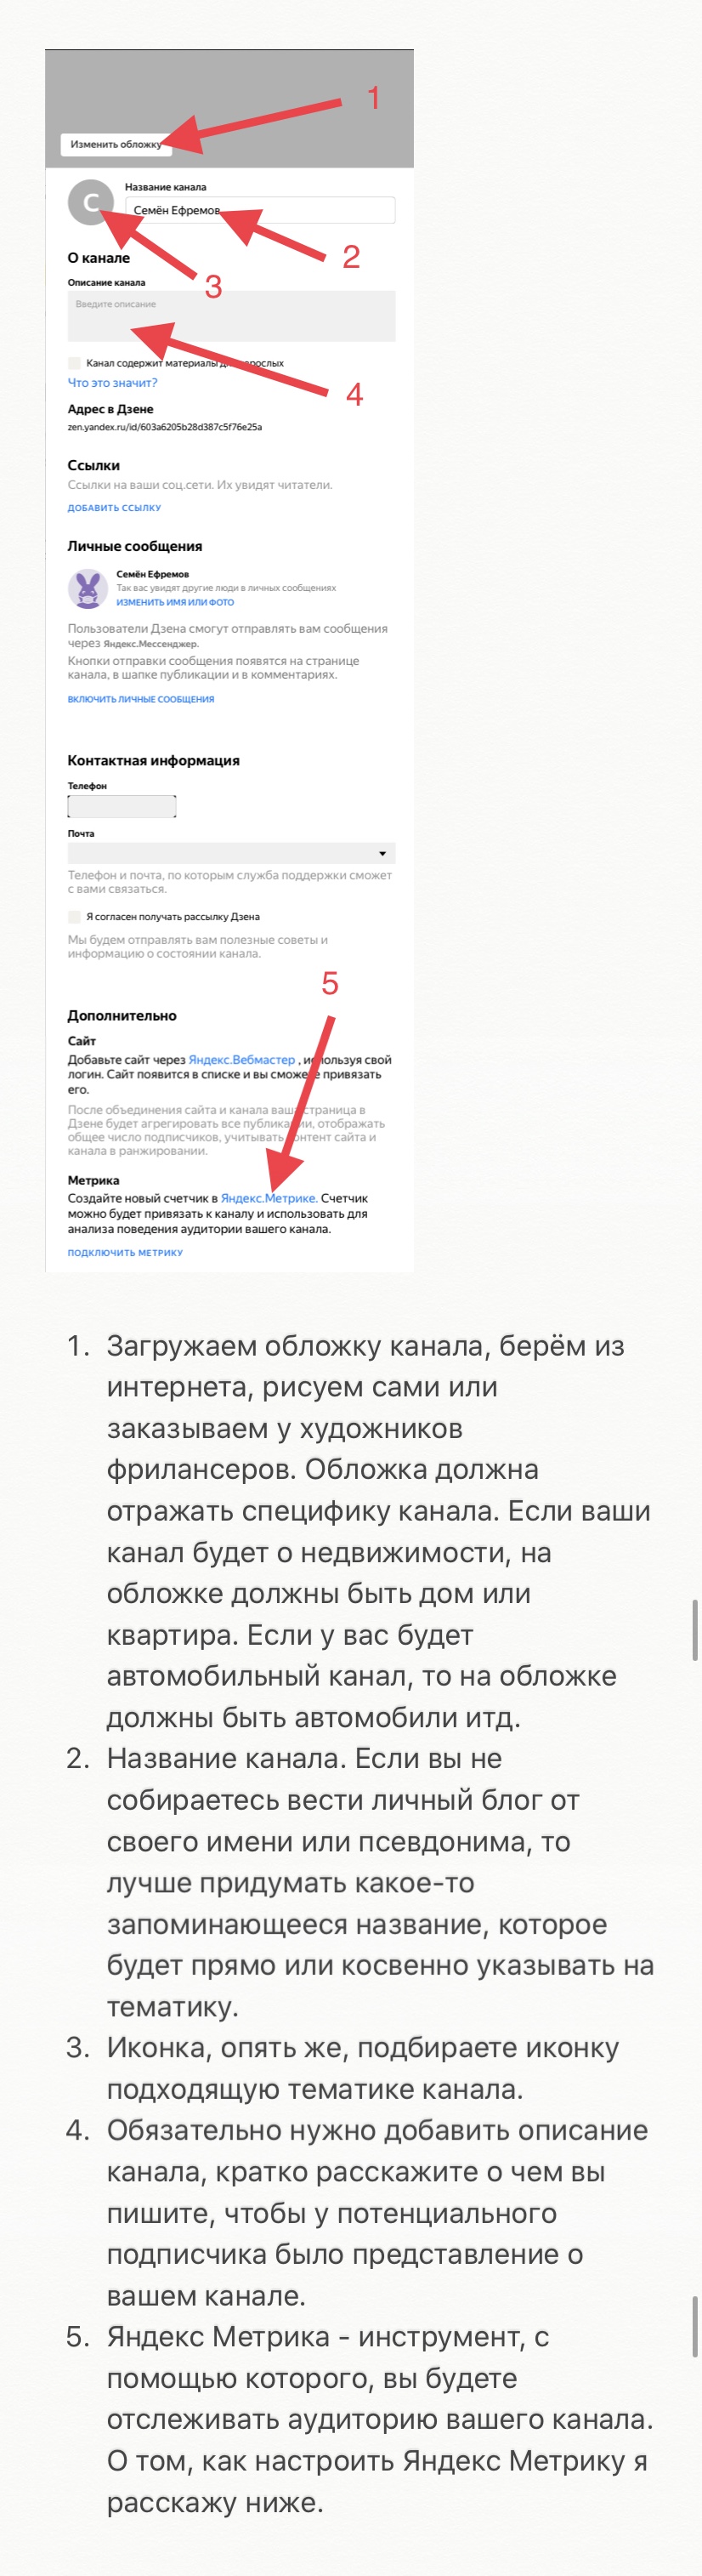 1
Изменить обложку
Название канала
С
Семён Ефремов
2
3
О канале
Описание канала
Введите описание
Канал содержит материалы для взрослых
4
Что это значит?
Адрес в Дзене
zen.yandex.ru/id/603a6205b28d387c5f76e25a
Ссылки
Ссылки на ваши соц.сети. Их увидят читатели.
ДОБАВИТЬ ССЫЛКУ
Личные сообщения
Семён Ефремов
Так вас увидят другие люди в личных сообщениях
ИЗМЕНИТЬ ИМЯ ИЛИ ФОТО
Пользователи Дзена смогут отправлять вам сообщения
через Яндекс.Мессенджер.
Кнопки отправки сообщения появятся на странице
канала, в шапке публикации и в комментариях.
ВКЛЮЧИТЬ ЛИЧНЫЕ СООБЩЕНИЯ
Контактная информация
Телефон
Почта
Телефон и почта, по которым служба поддержки сможет
с вами связаться.
Я согласен получать рассылку Дзена
Мы будем отправлять вам полезные советы и
информацию о состоянии канала.
5
Дополнительно
Сайт
Добавьте сайт через Яндекс.Вебмастер , используя свой
логин. Сайт появится в списке и вы сможете привязать
его.
После объединения сайта и канала ваша страница в
Дзене будет агрегировать все публикации, отображать
общее число подписчиков, учитывать контент сайта и
канала в ранжировании.
Метрика
Создайте новый счетчик в Яндекс.Метрике. Счетчик
можно будет привязать к каналу и использовать для
анализа поведения аудитории вашего канала.
ПОДКЛЮЧИТЬ МЕТРИКУ
1. Загружаем обложку канала, берём из
интернета, рисуем сами или
заказываем у художников
фрилансеров. Обложка должна
отражать специфику канала. Если ваши
канал будет о недвижимости, на
обложке должны быть дом или
квартира. Если у вас будет
автомобильный канал, то на обложке
должны быть автомобили итд.
2. Название канала. Если вы не
собираетесь вести личный блог от
своего имени или псевдонима, то
лучше придумать какое-то
запоминающееся название, которое
будет прямо или косвенно указывать на
тематику.
3. Иконка, опять же, подбираете иконку
подходящую тематике канала.
4. Обязательно нужно добавить описание
канала, кратко расскажите о чем вы
пишите, чтобы у потенциального
подписчика было представление о
вашем канале.
5. Яндекс Метрика - инструмент, с
помощью которого, вы будете
отслеживать аудиторию вашего канала.
О том, как настроить Яндекс Метрику я
расскажу ниже.